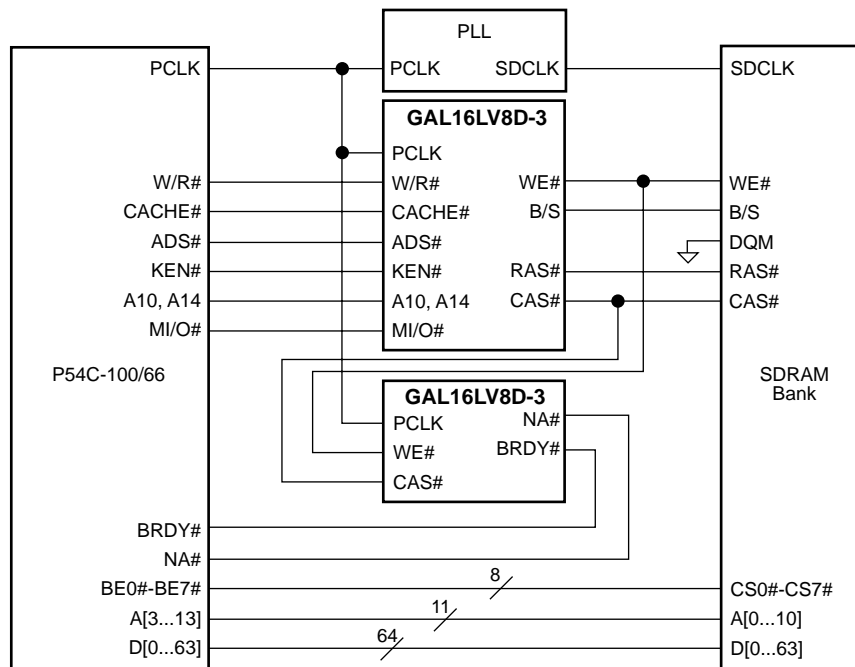 PLL
PCLK
PCLK
SDCLK
SDCLK
GAL16LV8D-3
PCLK
W/R#
W/R#
WE#
WE#
CACHE#
CACHE#
B/S
B/S
ADS#
ADS#
DQM
KEN#
KEN#
RAS#
RAS#
A10, A14
A10, A14
CAS#
CAS#
MI/O#
MI/O#
P54C-100/66
SDRAM
Bank
GAL16LV8D-3
PCLK
NA#
WE#
BRDY#
CAS#
BRDY#
NA#
BE0#-BE7#
8
CS0#-CS7#
A[3...13]
11
A[0...10]
D[0...63]
64
D[0...63]